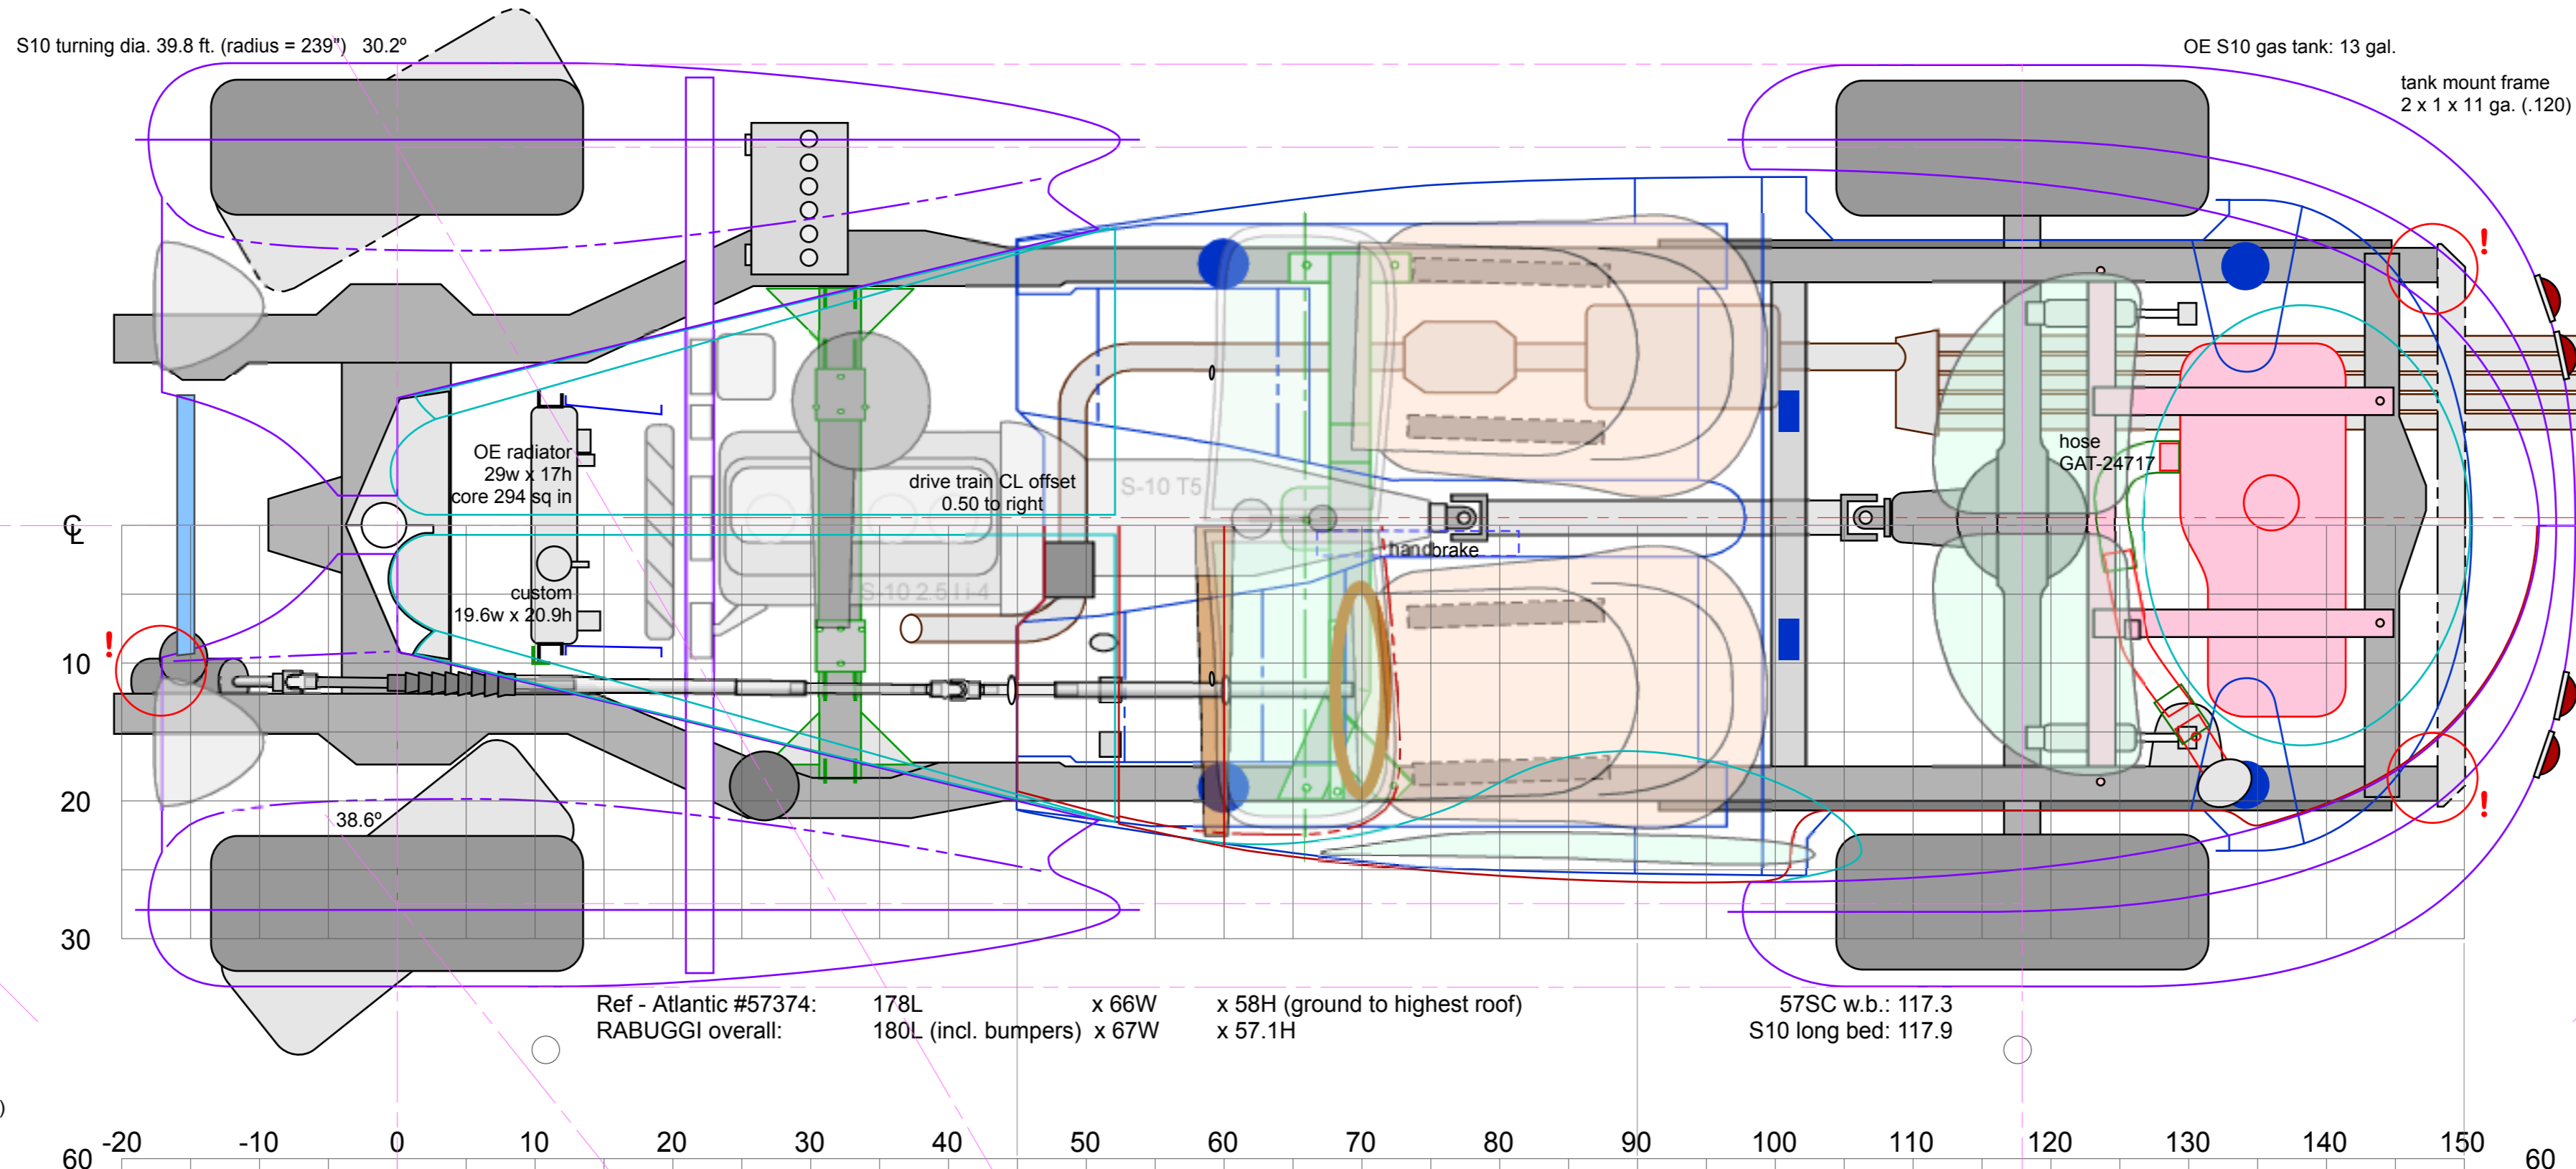 S10 turning dia. 39.8 ft. (radius = 239") 30.2º
OE S10 gas tank: 13 gal.
tank mount frame
2 x 1 x 11 ga. (.120)
!
OE radiator
29w x 17h
core 294 sq in
drive train CL offset
0.50 to right
S-10 T5
hose
GAT-24717
CL
handbrake
S-10 2.5 l i-4
custom
19.6w x 20.9h
!
10
20
!
38.6º
30
Ref - Atlantic #57374: 178L x 66W x 58H (ground to highest roof)
RABUGGI overall: 180L (incl. bumpers) x 67W x 57.1H
57SC w.b.: 117.3
S10 long bed: 117.9
)
-20 -10 0 10 20 30 40 50 60 70 80 90 100 110 120 130 140 150
60 60